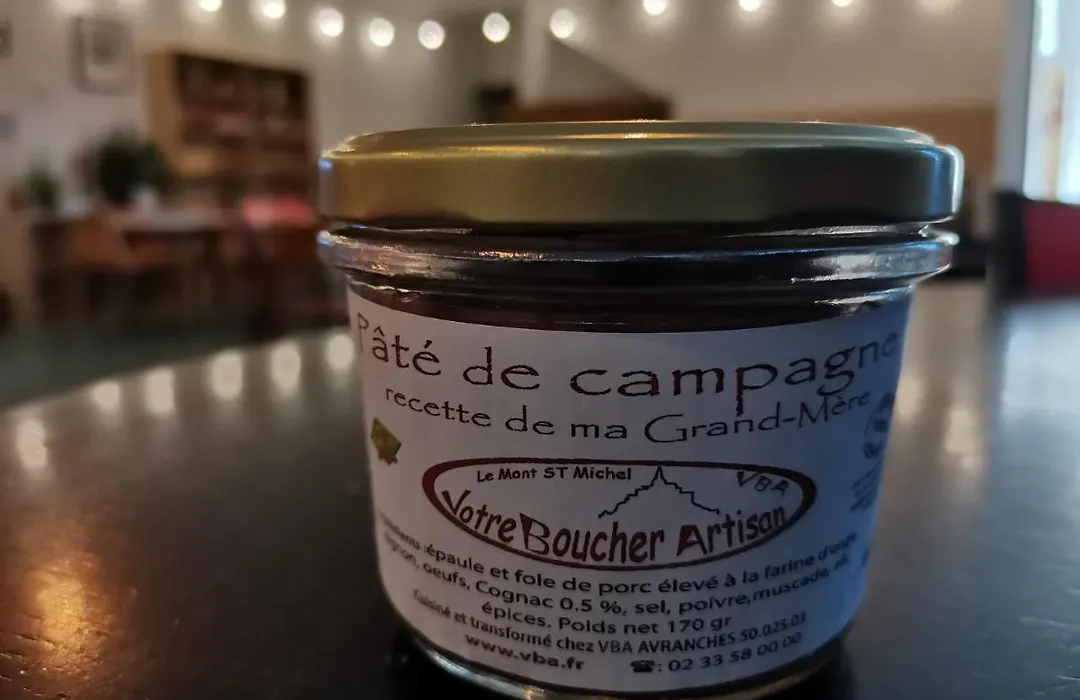 Pâté de campagne
recette de ma Grand-Mère
Le Mont ST Michel
VBA
Votre Boucher Artisan
épaule et foie de porc élevé à la farine d'orge,
oignon, oeufs, Cognac 0.5 %, sel, poivre, muscade, ail,
épices. Poids net 170 gr
Cuisiné et transformé chez VBA AVRANCHES 50.025.03
www.vba.fr ☎: 02 33 58 00 00